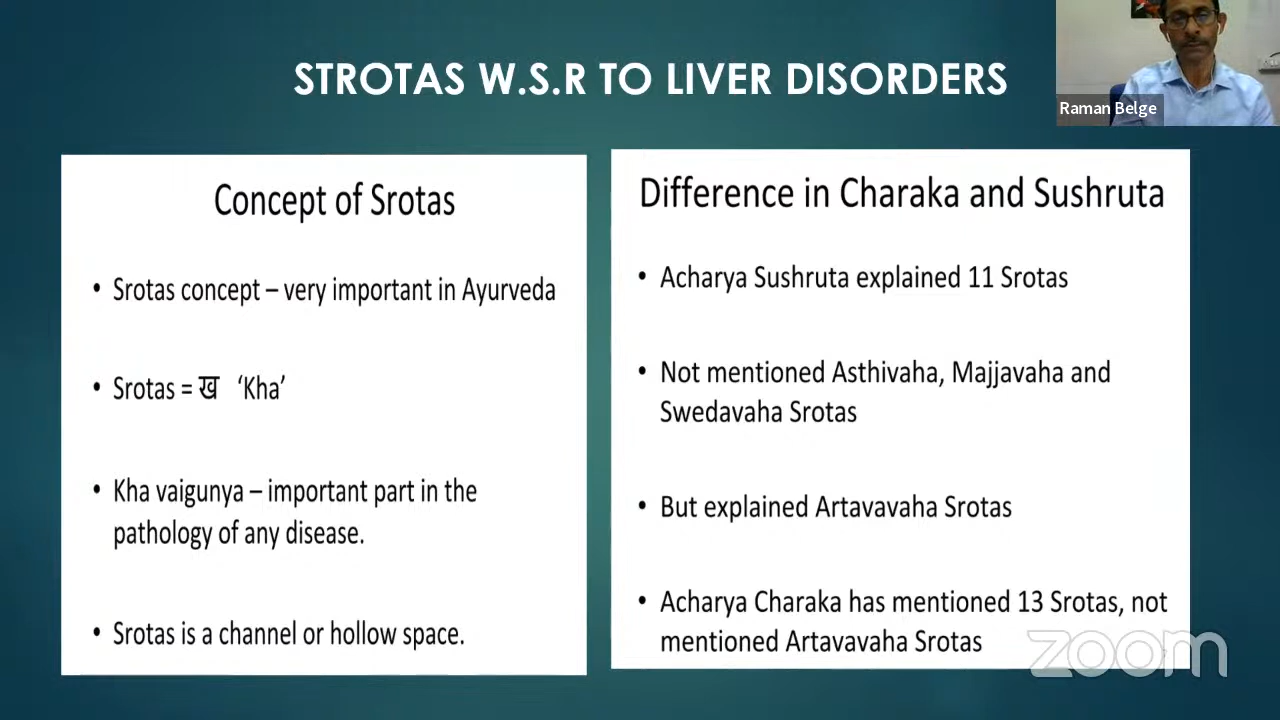 STROTAS W.S.R TO LIVER DISORDERS
Raman Belge
Concept of Srotas
• Srotas concept – very important in Ayurveda
• Srotas = ख 'Kha'
• Kha vaigunya – important part in the
pathology of any disease.
• Srotas is a channel or hollow space.
Difference in Charaka and Sushruta
• Acharya Sushruta explained 11 Srotas
• Not mentioned Asthivaha, Majjavaha and
Swedavaha Srotas
• But explained Artavavaha Srotas
• Acharya Charaka has mentioned 13 Srotas, not
mentioned Artavavaha Srotas
zoom